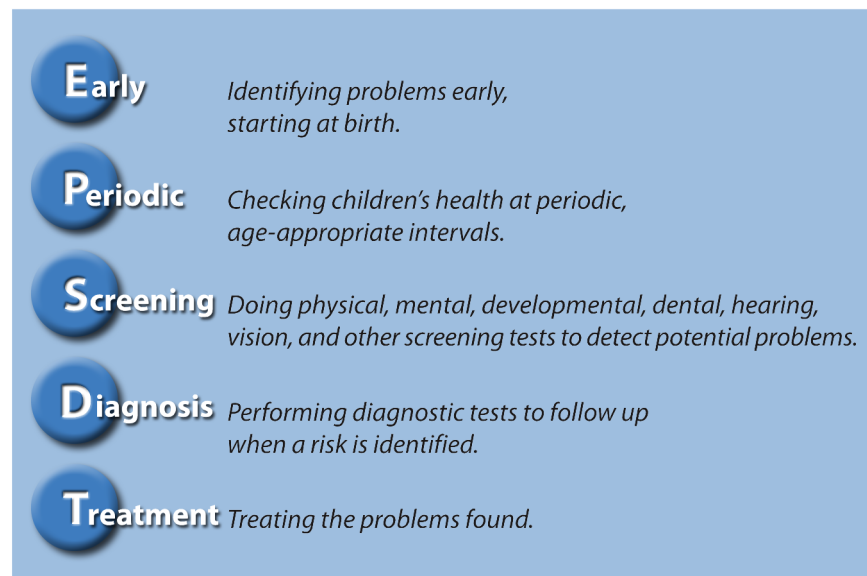 Early
Identifying problems early,
starting at birth.
Periodic
Checking children’s health at periodic,
age-appropriate intervals.
Screening
Doing physical, mental, developmental, dental, hearing,
vision, and other screening tests to detect potential problems.
Diagnosis
Performing diagnostic tests to follow up
when a risk is identified.
Treatment
Treating the problems found.